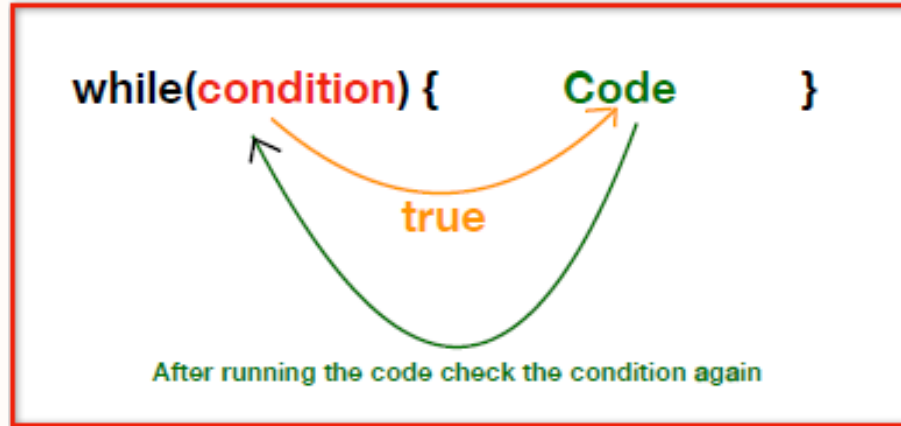 while(condition) { Code }
true
After running the code check the condition again